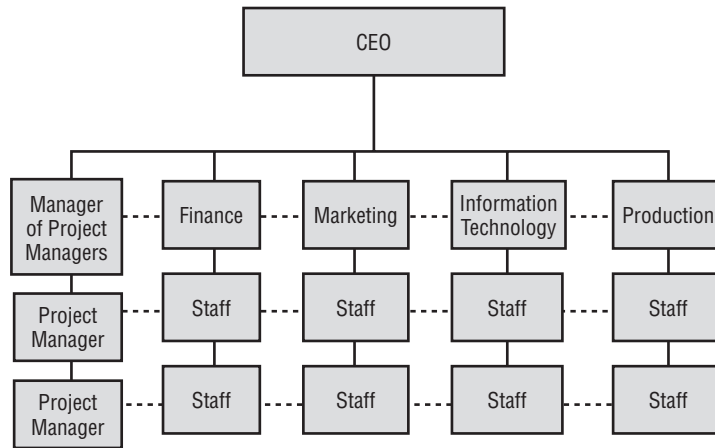 CEO
Manager
of Project
Managers
Finance
Marketing
Information
Technology
Production
Project
Manager
Staff
Staff
Staff
Staff
Project
Manager
Staff
Staff
Staff
Staff